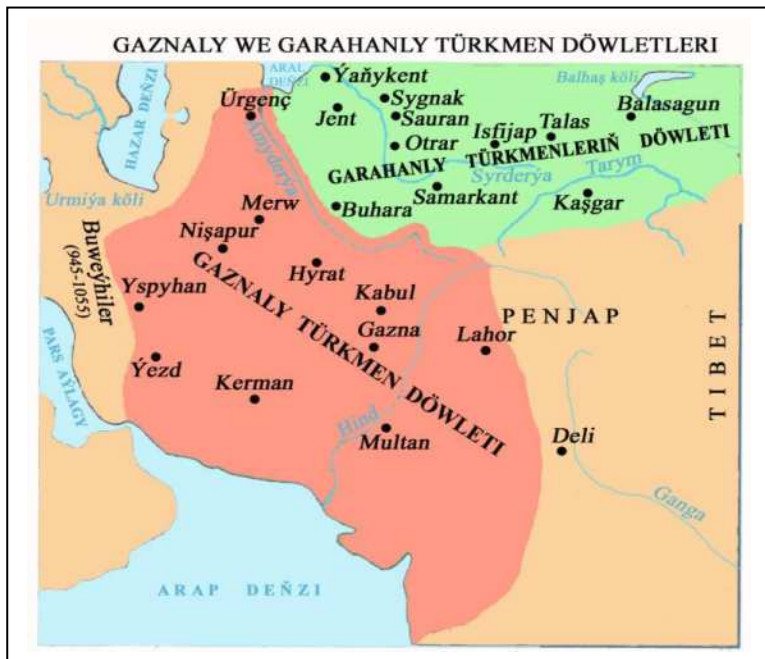 GAZNALY WE GARAHANLY TÜRKMEN DÖWLETLERI
ARAL
DEŇZI
Ýaňykent
Balhaş köli
HAZAR DEŇZI
Ürgenç
Jent
Sygnak
Sauran
Otrar
Isfijap
Talas
Balasagun
Amyderýa
GARAHANLY TÜRKMENLERIŇ DÖWLETI
Syrderýa
Tarym
Urmiýa köli
Merw
Buhara
Samarkant
Kaşgar
Nişapur
Buweýhiler
(945-1055)
Hyrat
Yspyhan
GAZNALY TÜRKMEN DÖWLETI
Kabul
PENJAP
Gazna
Lahor
TIBET
PARS AÝLAGY
Ýezd
Kerman
Hind
Multan
Deli
Ganga
ARAP DEŇZI